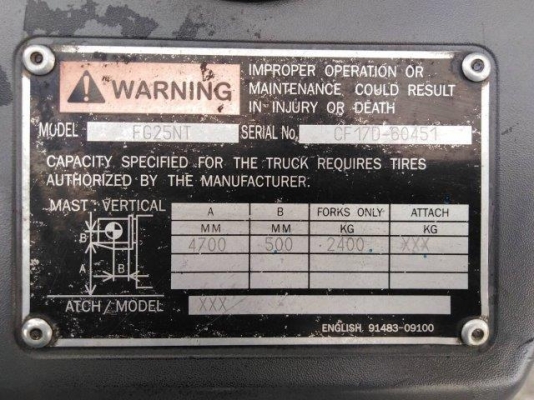 WARNING
IMPROPER OPERATION OR
MAINTENANCE COULD RESULT
IN INJURY OR DEATH
MODEL FG25NT SERIAL No. CF17D-60451
CAPACITY SPECIFIED FOR THE TRUCK REQUIRES TIRES
AUTHORIZED BY THE MANUFACTURER.
MAST : VERTICAL
A B FORKS ONLY ATTACH
MM MM KG KG
4700 500 2400 XXX
B
A
B
ATCH / MODEL XXX
ENGLISH. 91483-09100